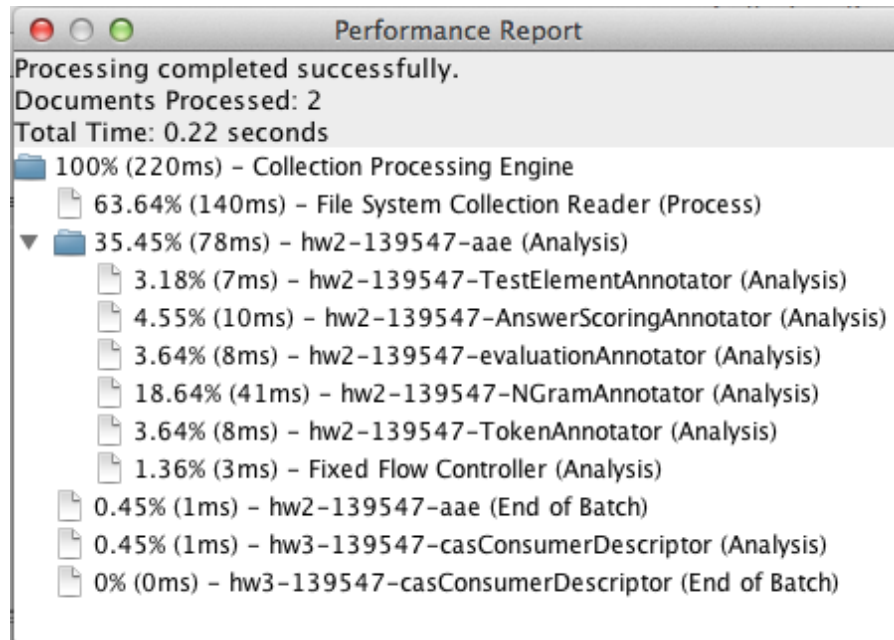 Performance Report
Processing completed successfully.
Documents Processed: 2
Total Time: 0.22 seconds
100% (220ms) – Collection Processing Engine
63.64% (140ms) – File System Collection Reader (Process)
35.45% (78ms) – hw2-139547-aae (Analysis)
3.18% (7ms) – hw2-139547-TestElementAnnotator (Analysis)
4.55% (10ms) – hw2-139547-AnswerScoringAnnotator (Analysis)
3.64% (8ms) – hw2-139547-evaluationAnnotator (Analysis)
18.64% (41ms) – hw2-139547-NGramAnnotator (Analysis)
3.64% (8ms) – hw2-139547-TokenAnnotator (Analysis)
1.36% (3ms) – Fixed Flow Controller (Analysis)
0.45% (1ms) – hw2-139547-aae (End of Batch)
0.45% (1ms) – hw3-139547-casConsumerDescriptor (Analysis)
0% (0ms) – hw3-139547-casConsumerDescriptor (End of Batch)